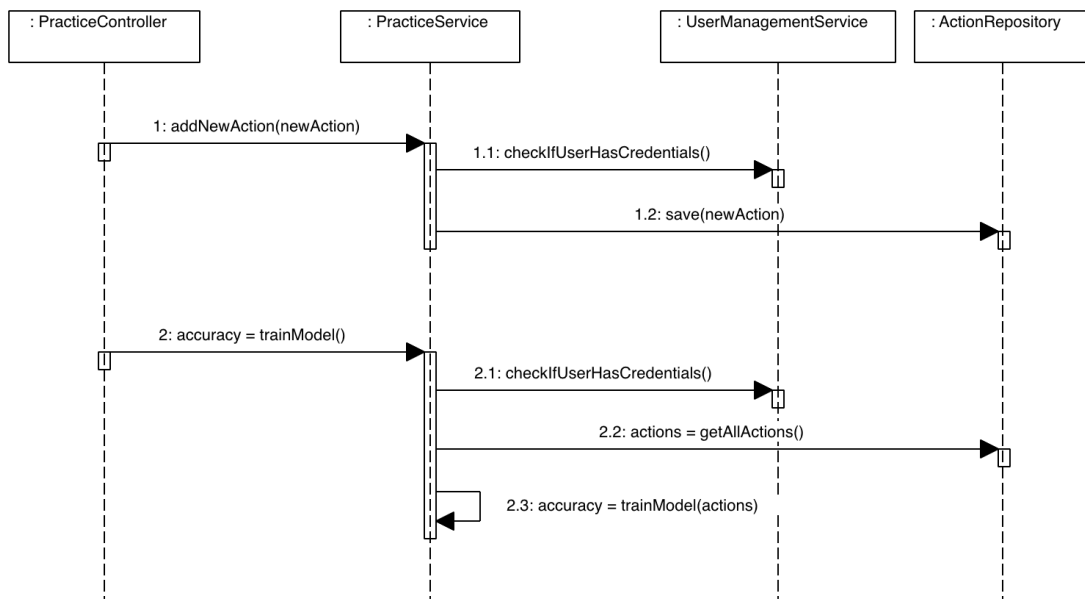 : PracticeController
: PracticeService
: UserManagementService
: ActionRepository
1: addNewAction(newAction)
1.1: checkIfUserHasCredentials()
1.2: save(newAction)
2: accuracy = trainModel()
2.1: checkIfUserHasCredentials()
2.2: actions = getAllActions()
2.3: accuracy = trainModel(actions)